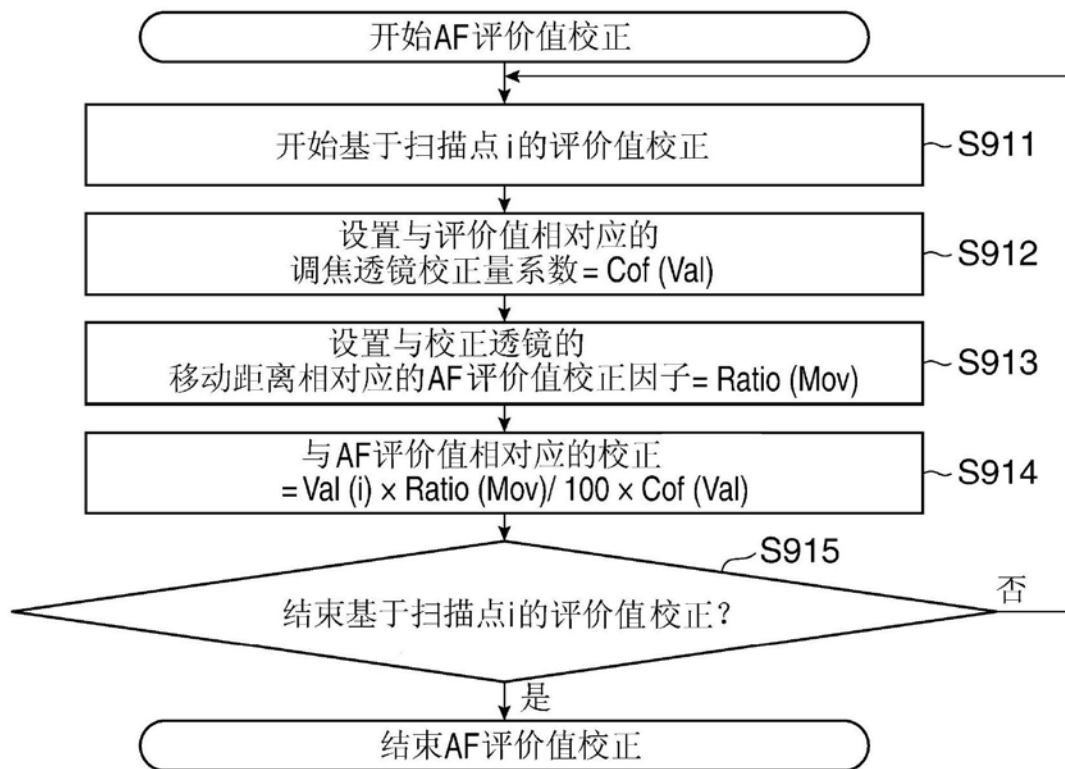 开始AF评价值校正
开始基于扫描点i的评价值校正
S911
设置与评价值相对应的
调焦透镜校正量系数= Cof (Val)
S912
设置与校正透镜的
移动距离相对应的AF评价值校正因子= Ratio (Mov)
S913
与AF评价值相对应的校正
= Val (i) × Ratio (Mov)/ 100 × Cof (Val)
S914
S915
结束基于扫描点i的评价值校正?
否
是
结束AF评价值校正